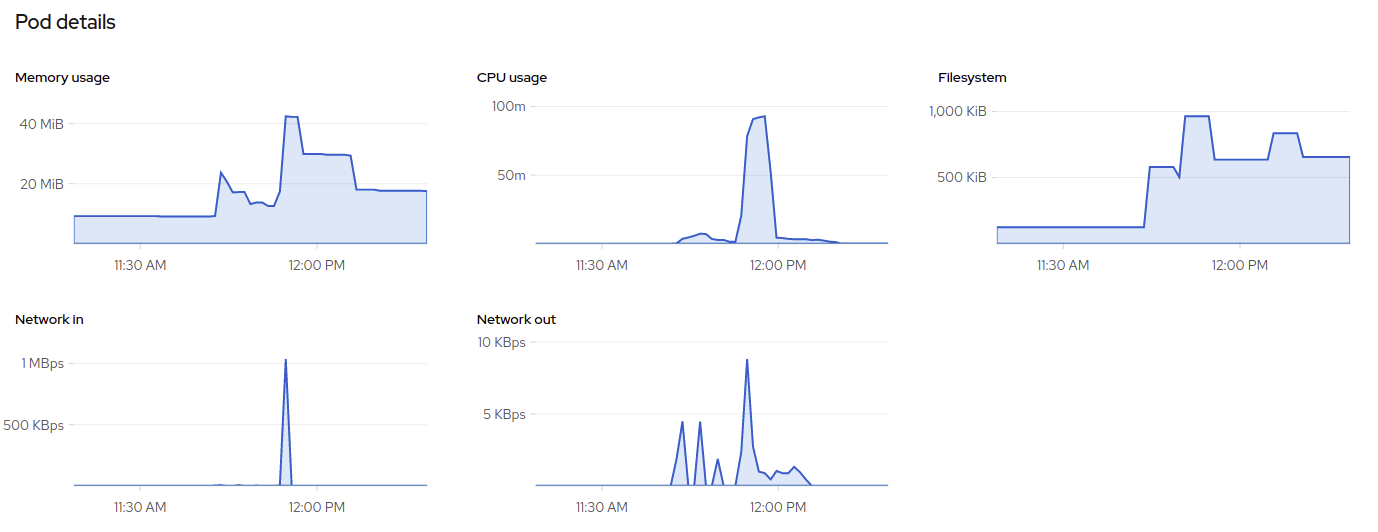 Pod details
Memory usage
40 MiB
20 MiB
11:30 AM 12:00 PM
CPU usage
100m
50m
11:30 AM 12:00 PM
Filesystem
1,000 KiB
500 KiB
11:30 AM 12:00 PM
Network in
1 MBps
500 KBps
11:30 AM 12:00 PM
Network out
10 KBps
5 KBps
11:30 AM 12:00 PM